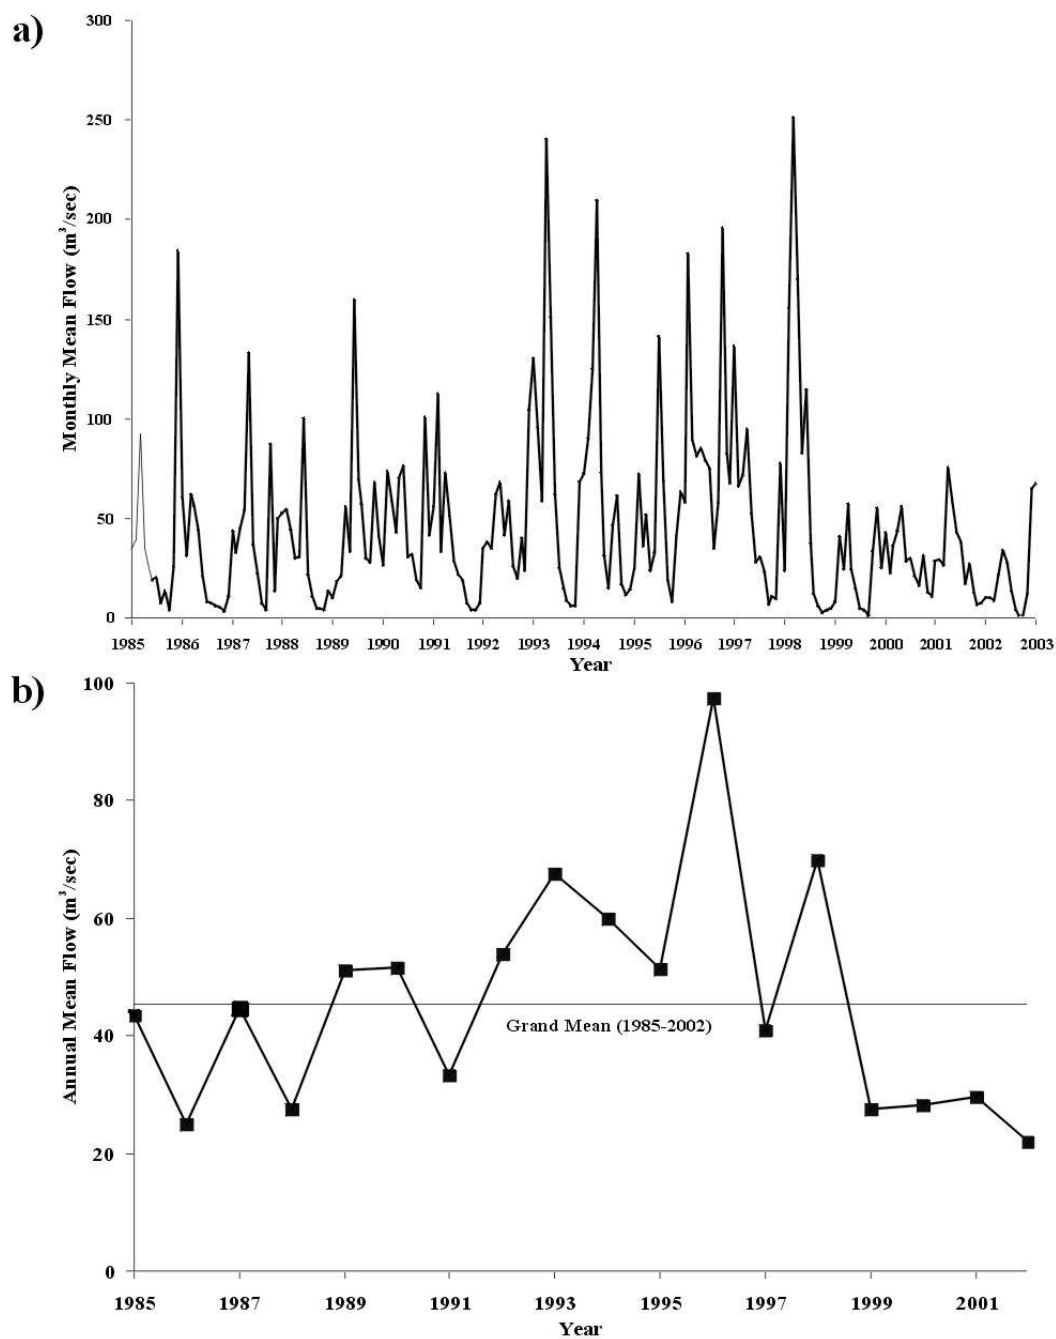 a)
300
250
200
150
100
50
0
Monthly Mean Flow (m³/sec)
1985 1986 1987 1988 1989 1990 1991 1992 1993 1994 1995 1996 1997 1998 1999 2000 2001 2002 2003
Year
b)
100
80
60
40
20
0
Annual Mean Flow (m³/sec)
Grand Mean (1985-2002)
1985 1987 1989 1991 1993 1995 1997 1999 2001
Year